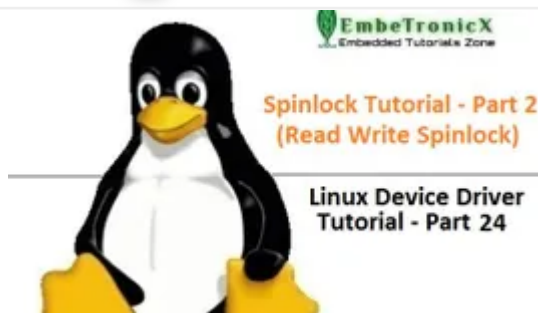 EmbeTronicX
Embedded Tutorials Zone
Spinlock Tutorial - Part 2
(Read Write Spinlock)
Linux Device Driver
Tutorial - Part 24